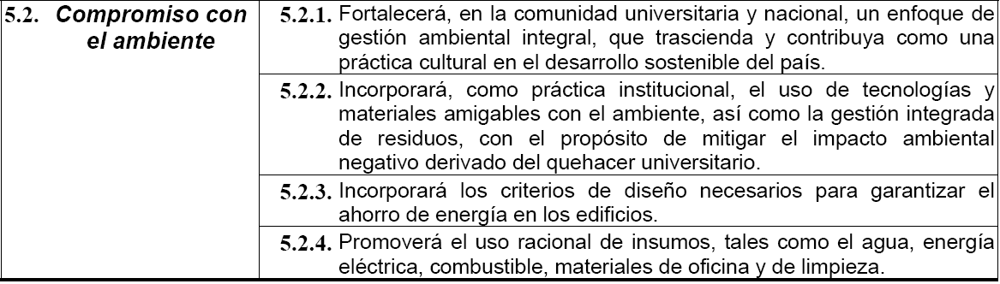 5.2. Compromiso con
el ambiente
5.2.1. Fortalecerá, en la comunidad universitaria y nacional, un enfoque de
gestión ambiental integral, que trascienda y contribuya como una
práctica cultural en el desarrollo sostenible del país.
5.2.2. Incorporará, como práctica institucional, el uso de tecnologías y
materiales amigables con el ambiente, así como la gestión integrada
de residuos, con el propósito de mitigar el impacto ambiental
negativo derivado del quehacer universitario.
5.2.3. Incorporará los criterios de diseño necesarios para garantizar el
ahorro de energía en los edificios.
5.2.4. Promoverá el uso racional de insumos, tales como el agua, energía
eléctrica, combustible, materiales de oficina y de limpieza.